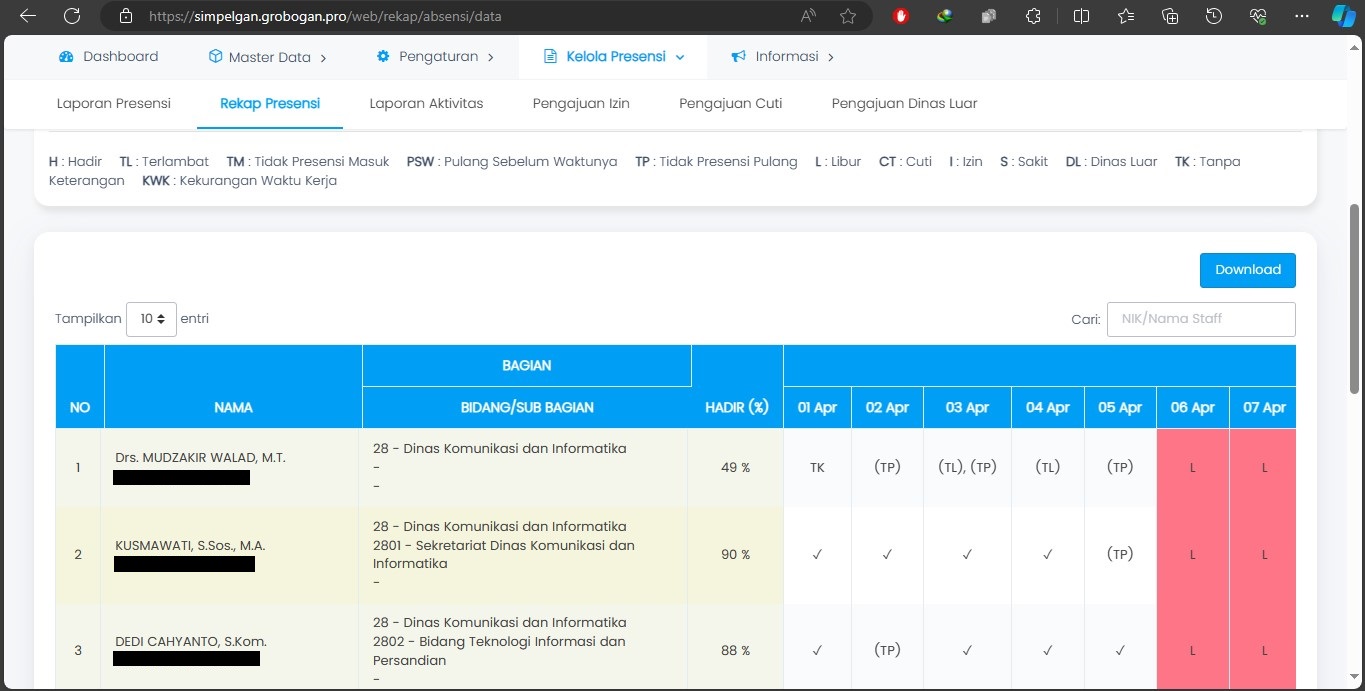 https://simpelgan.grobogan.pro/web/rekap/absensi/data
Dashboard Master Data Pengaturan Kelola Presensi Informasi
Laporan Presensi Rekap Presensi Laporan Aktivitas Pengajuan Izin Pengajuan Cuti Pengajuan Dinas Luar
H : Hadir TL : Terlambat TM : Tidak Presensi Masuk PSW : Pulang Sebelum Waktunya TP : Tidak Presensi Pulang L : Libur CT : Cuti I : Izin S : Sakit DL : Dinas Luar TK : Tanpa
Keterangan KWK : Kekurangan Waktu Kerja
Download
Tampilkan 10 entri Cari: NIK/Nama Staff
BAGIAN
NO NAMA BIDANG/SUB BAGIAN HADIR (%) 01 Apr 02 Apr 03 Apr 04 Apr 05 Apr 06 Apr 07 Apr
28 - Dinas Komunikasi dan Informatika
Drs. MUDZAKIR WALAD, M.T.
1 - 49 % TK (TP) (TL), (TP) (TL) (TP) L L
-
28 - Dinas Komunikasi dan Informatika
KUSMAWATI, S.Sos., M.A. 2801 - Sekretariat Dinas Komunikasi dan
2 90 % ✓ ✓ ✓ ✓ (TP) L L
Informatika
-
28 - Dinas Komunikasi dan Informatika
DEDI CAHYANTO, S.Kom. 2802 - Bidang Teknologi Informasi dan
3 88 % ✓ (TP) ✓ ✓ ✓ L L
Persandian
-